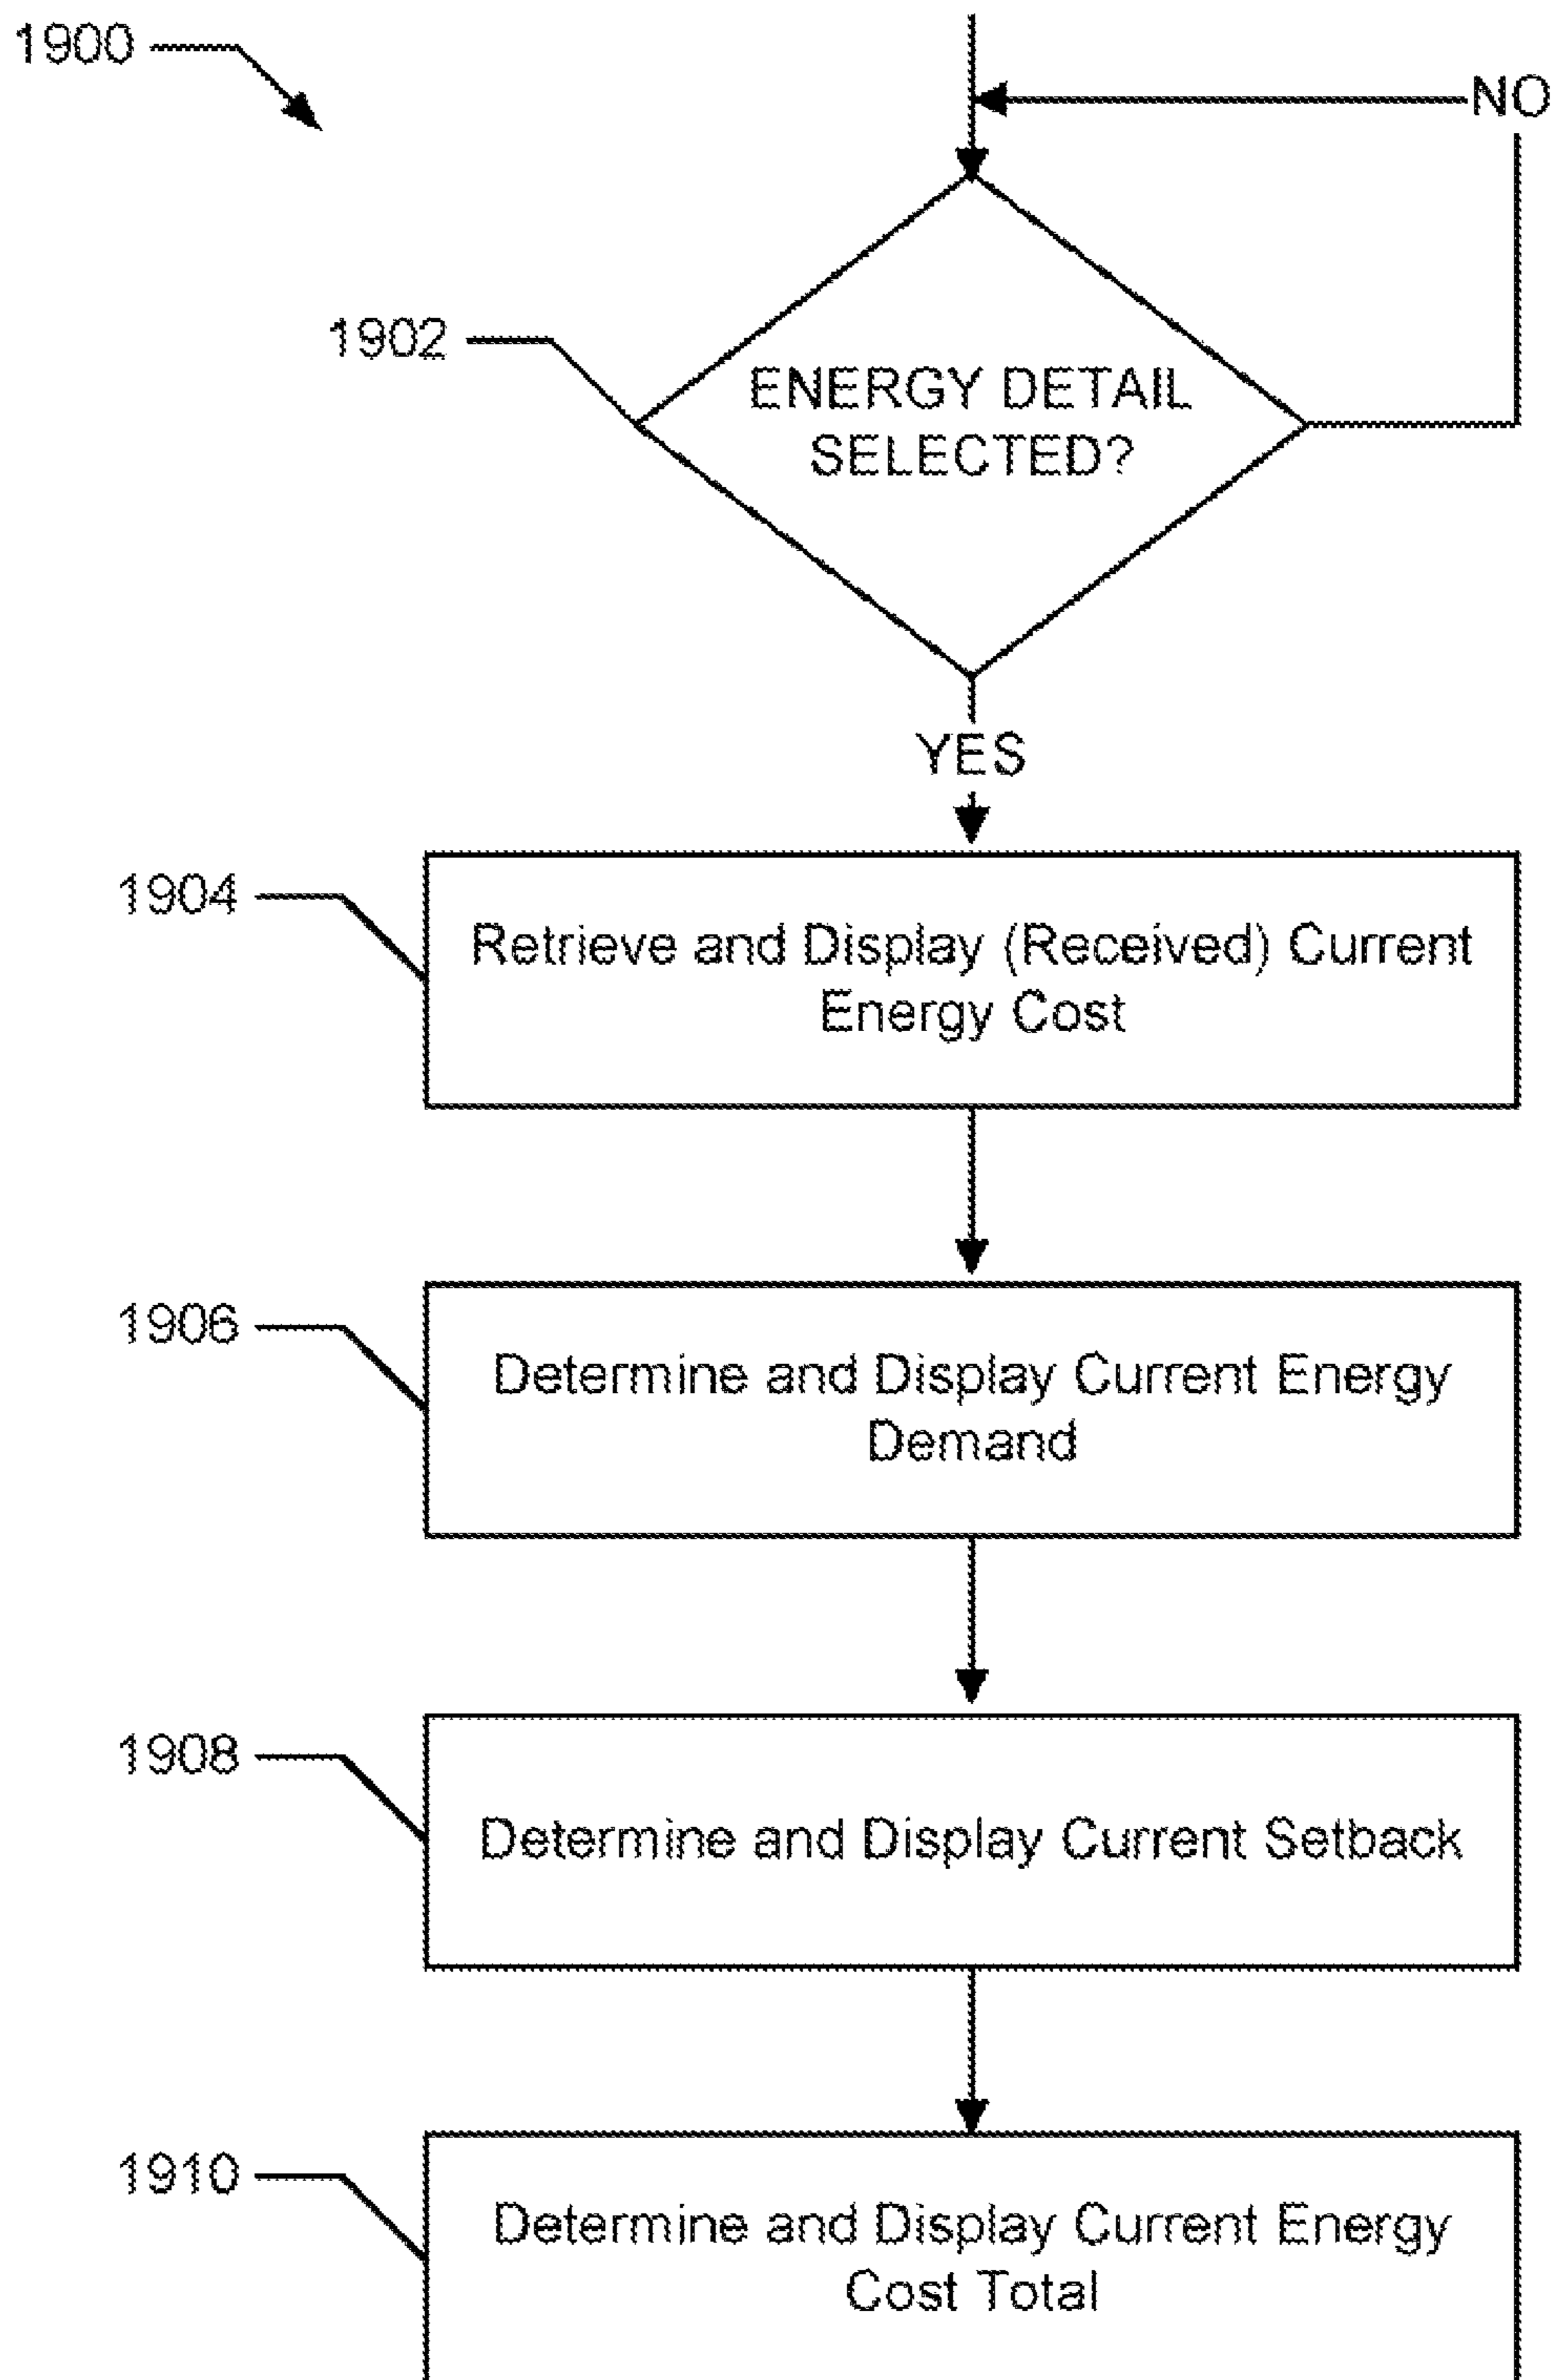 1900
NO
1902
ENERGY DETAIL
SELECTED?
YES
1904
Retrieve and Display (Received) Current
Energy Cost
1906
Determine and Display Current Energy
Demand
1908
Determine and Display Current Setback
1910
Determine and Display Current Energy
Cost Total